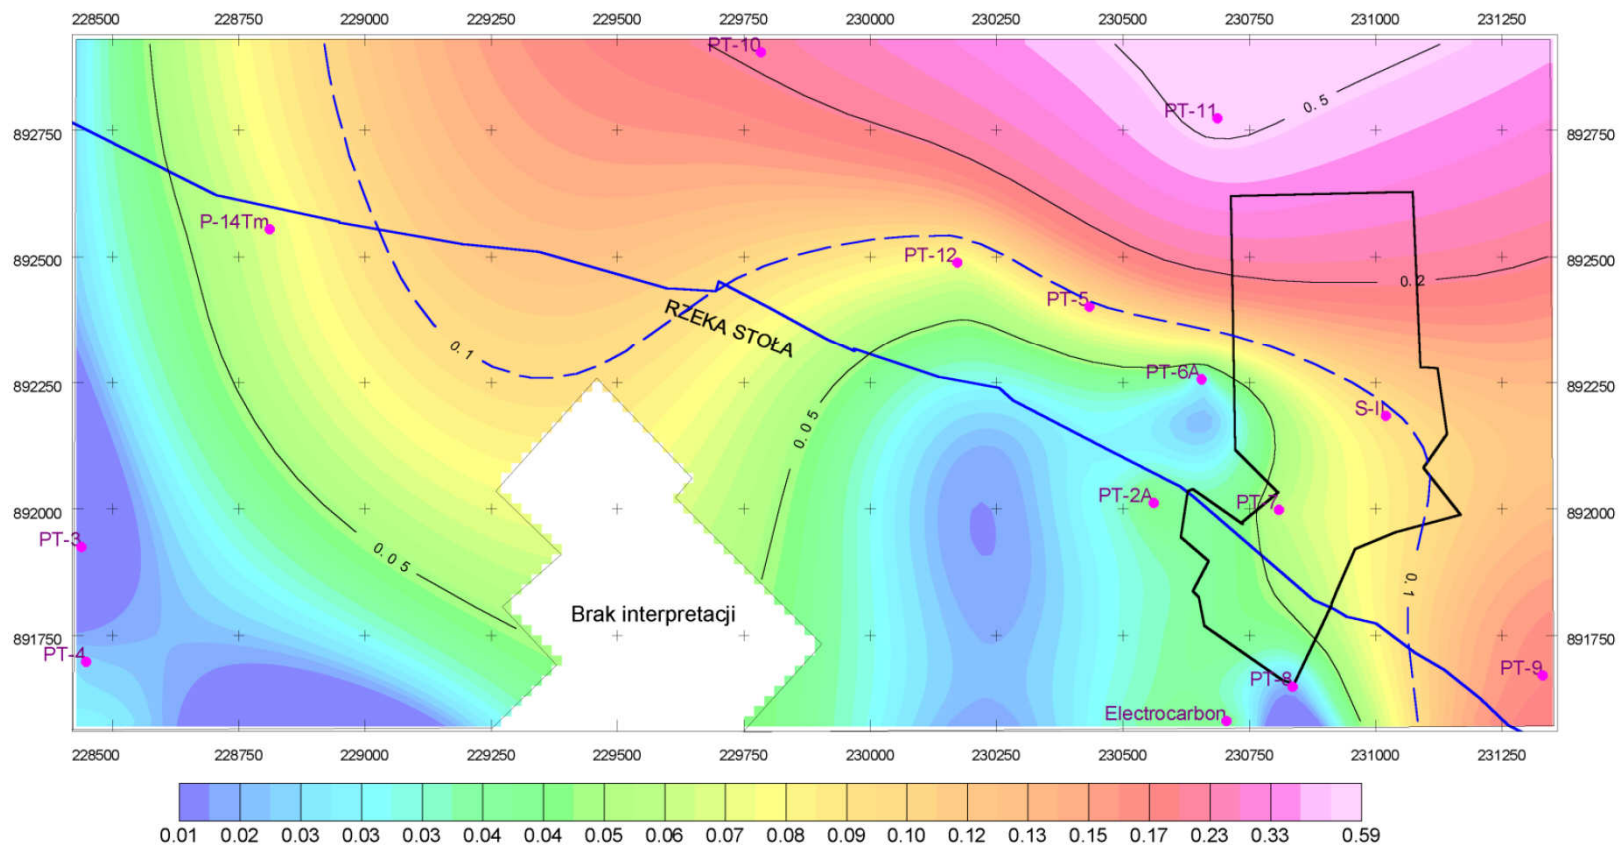 228500 228750 229000 229250 229500 229750 230000 230250 230500 230750 231000 231250
PT-10
0.5
PT-11
892750 892750
P-14Tm
892500 PT-12 892500
0.2
PT-5
RZEKA STOŁA
0.1
892250 PT-6A 892250
S-II
0.05
892000 PT-2A PT-7 892000
PT-3
0.05
0.1
Brak interpretacji
891750 891750
PT-4
PT-9
PT-8
Electrocarbon
228500 228750 229000 229250 229500 229750 230000 230250 230500 230750 231000 231250
0.01 0.02 0.03 0.03 0.03 0.04 0.04 0.05 0.06 0.07 0.08 0.09 0.10 0.12 0.13 0.15 0.17 0.23 0.33 0.59